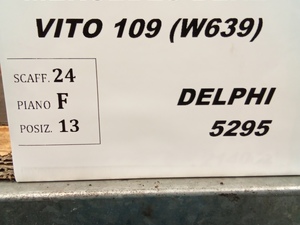 VITO 109 (W639)
SCAFF. 24
PIANO F
POSIZ. 13
DELPHI
5295